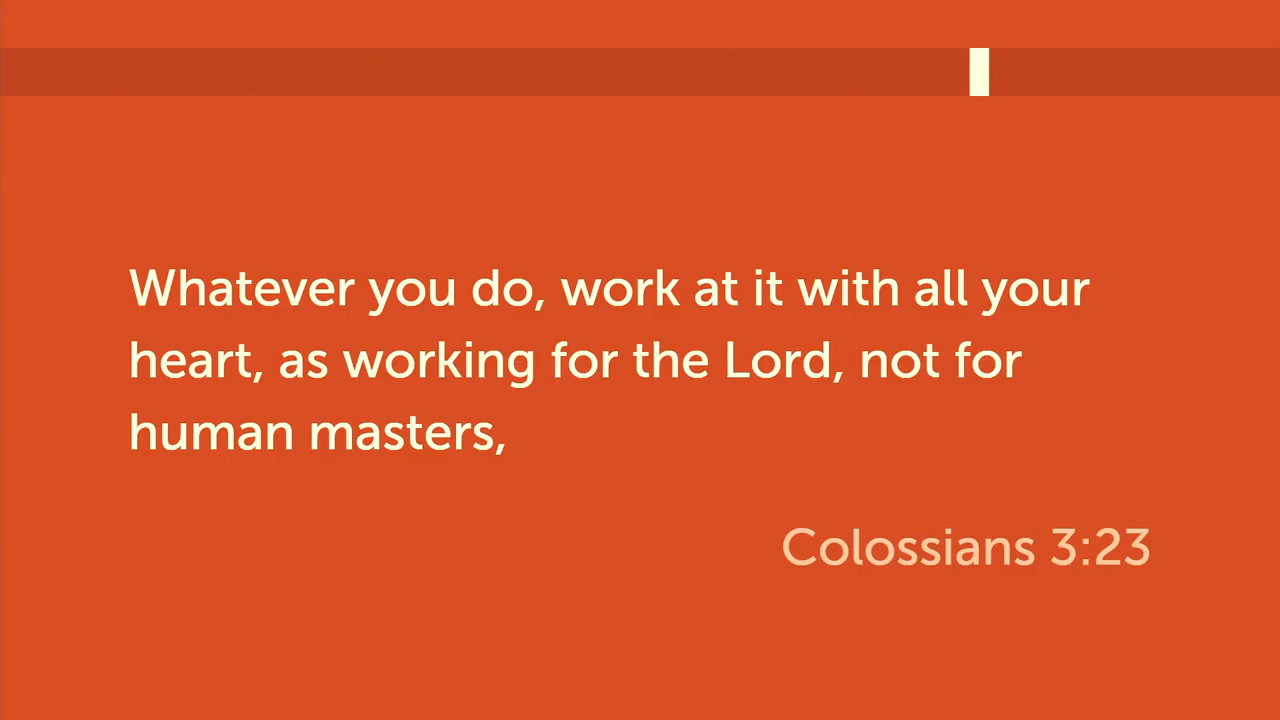 Whatever you do, work at it with all your
heart, as working for the Lord, not for
human masters,
Colossians 3:23